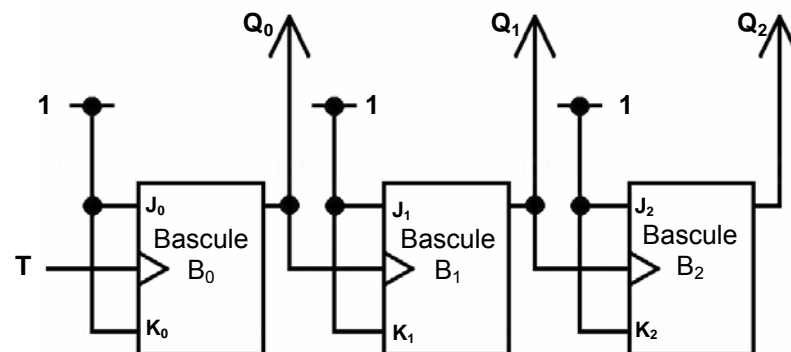 Q₀ Q₁ Q₂
1 1 1
J₀ J₁ J₂
Bascule Bascule Bascule
T B₀ B₁ B₂
K₀ K₁ K₂